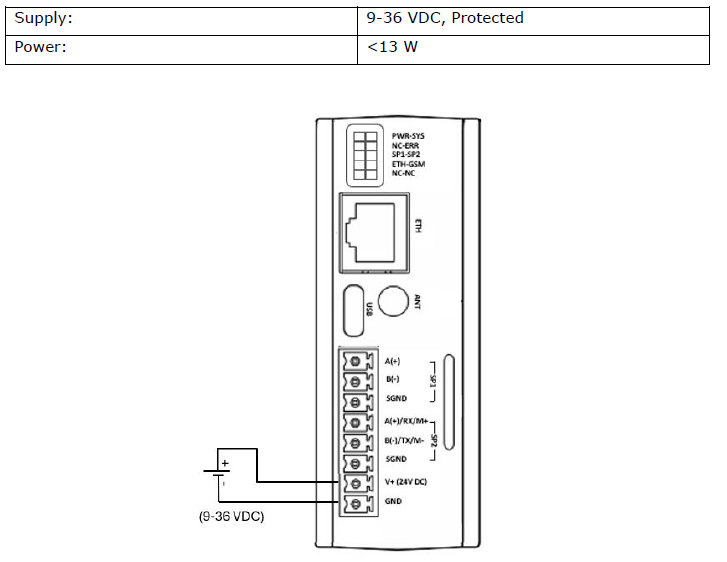 Supply: 9-36 VDC, Protected
Power: <13 W
PWR-SYS
NC-ERR
SP1-SP2
ETH-GSM
NC-NC
ETH
USB
ANT
A(+)
B(-)
SP1
SGND
A(+)/RX/M+
B(-)/TX/M-
SP2
SGND
V+ (24V DC)
GND
+
-
(9-36 VDC)